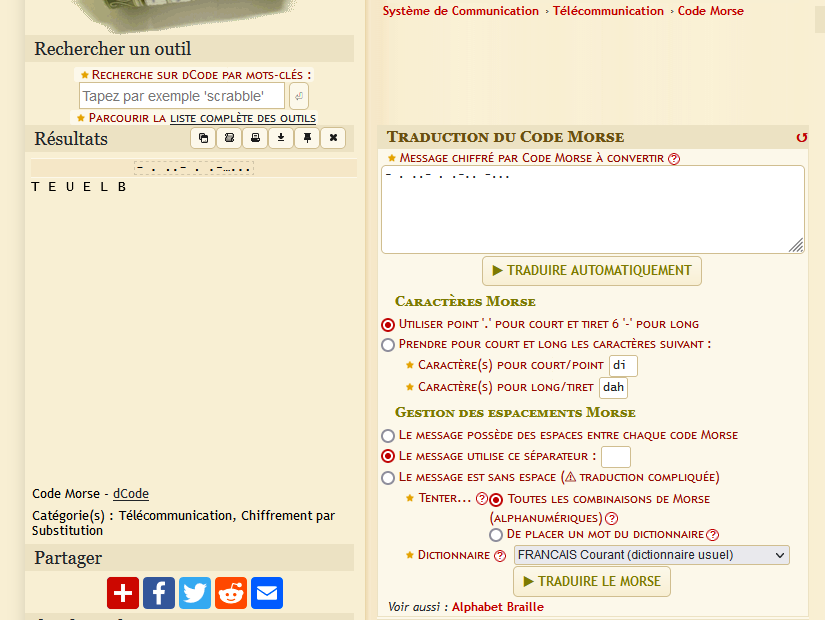 Système de Communication › Télécommunication › Code Morse
Rechercher un outil
★ Recherche sur dCode par mots-clés :
Tapez par exemple 'scrabble'
★ Parcourir la liste complète des outils
Résultats
- . ..- . .-.. -...
T E U E L B
Code Morse - dCode
Catégorie(s) : Télécommunication, Chiffrement par
Substitution
Partager
Traduction du Code Morse
★ Message chiffré par Code Morse à convertir ?
- . ..- . .-.. -...
▶ TRADUIRE AUTOMATIQUEMENT
Caractères Morse
Utiliser point '.' pour court et tiret 6 '-' pour long
Prendre pour court et long les caractères suivant :
★ Caractère(s) pour court/point di
★ Caractère(s) pour long/tiret dah
Gestion des espacements Morse
Le message possède des espaces entre chaque code Morse
Le message utilise ce séparateur :
Le message est sans espace (⚠ traduction compliquée)
★ Tenter... ? Toutes les combinaisons de Morse
(alphanumériques) ?
De placer un mot du dictionnaire ?
★ Dictionnaire ? FRANCAIS Courant (dictionnaire usuel)
▶ TRADUIRE LE MORSE
Voir aussi : Alphabet Braille